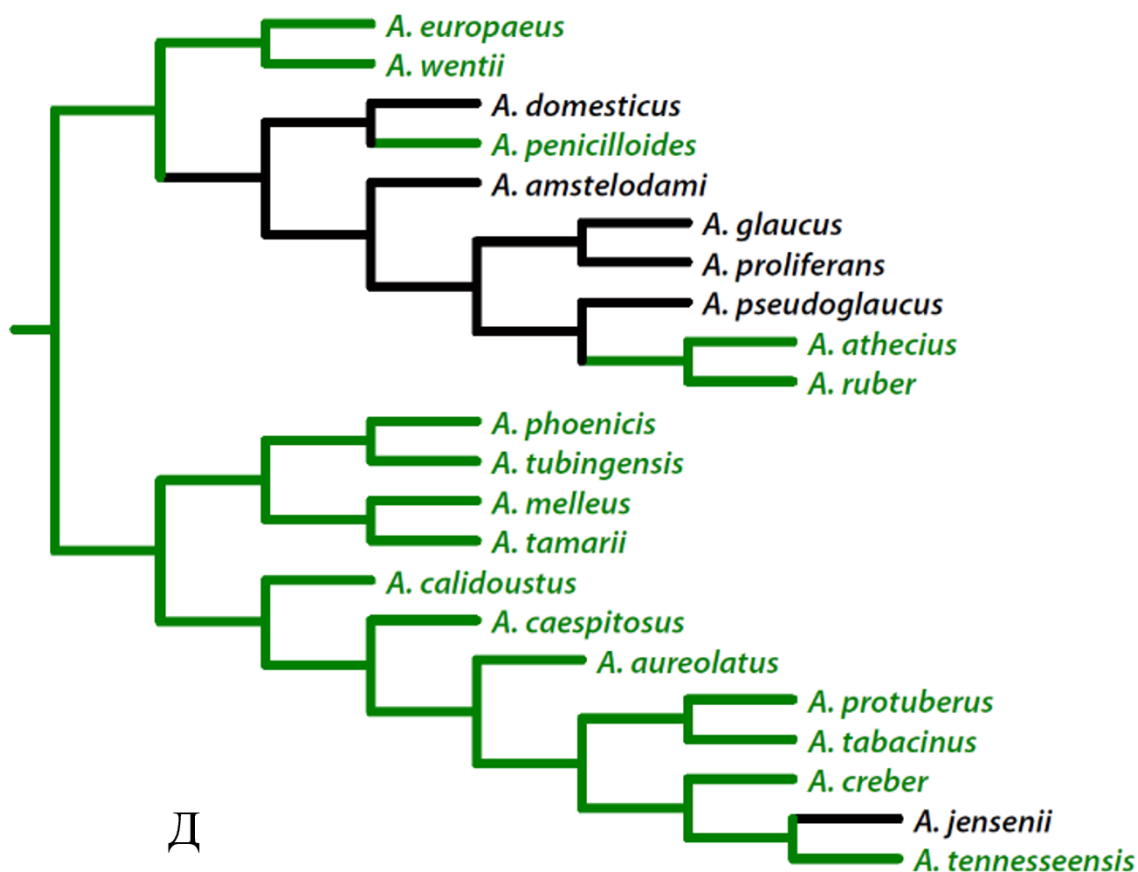 A. europaeus
A. wentii
A. domesticus
A. penicilloides
A. amstelodami
A. glaucus
A. proliferans
A. pseudoglaucus
A. athecius
A. ruber
A. phoenicis
A. tubingensis
A. melleus
A. tamarii
A. calidoustus
A. caespitosus
A. aureolatus
A. protuberus
A. tabacinus
A. creber
A. jensenii
A. tennesseensis
Д